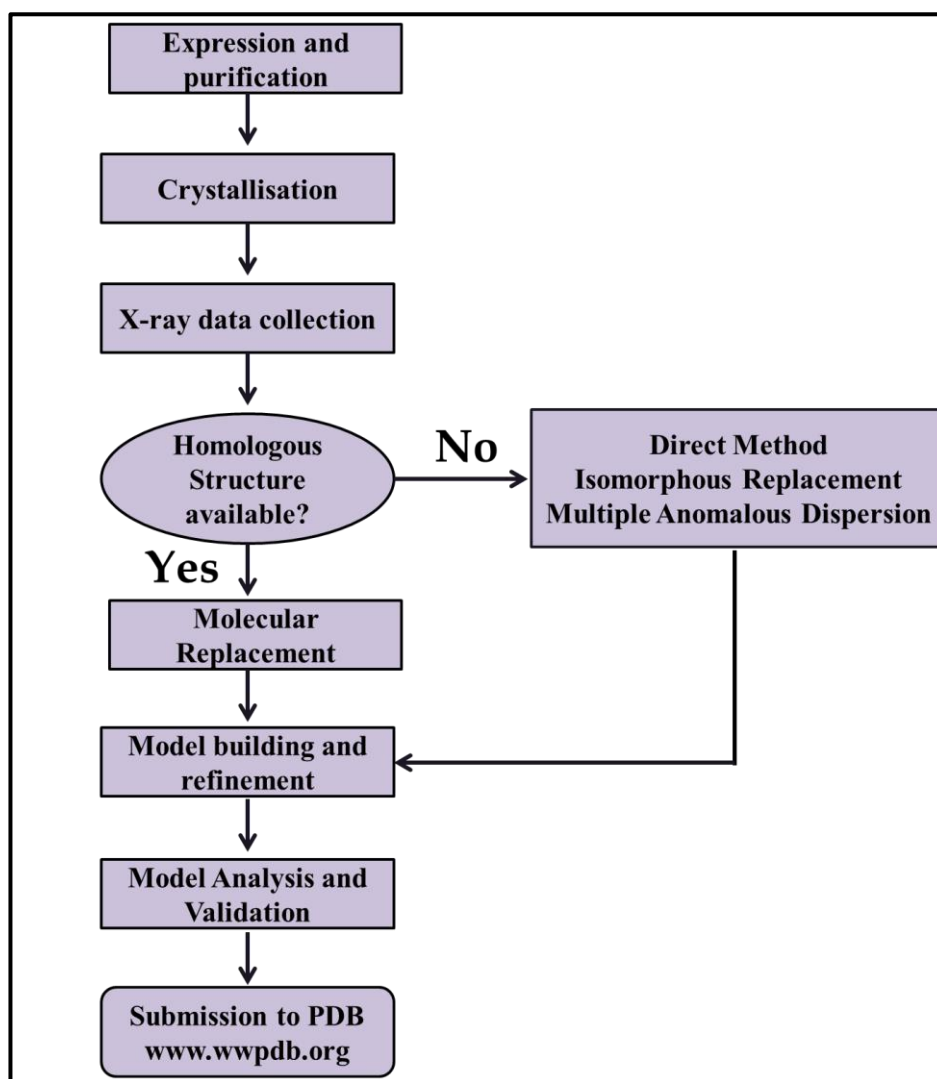 Expression and
purification
Crystallisation
X-ray data collection
Homologous
Structure
available?
No
Direct Method
Isomorphous Replacement
Multiple Anomalous Dispersion
Yes
Molecular
Replacement
Model building and
refinement
Model Analysis and
Validation
Submission to PDB
www.wwpdb.org